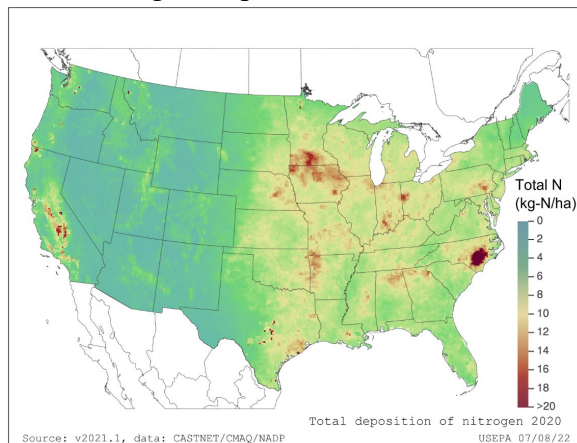 Total N
(kg-N/ha)
0
2
4
6
8
10
12
14
16
18
>20
Total deposition of nitrogen 2020
Source: v2021.1, data: CASTNET/CMAQ/NADP
USEPA 07/08/22